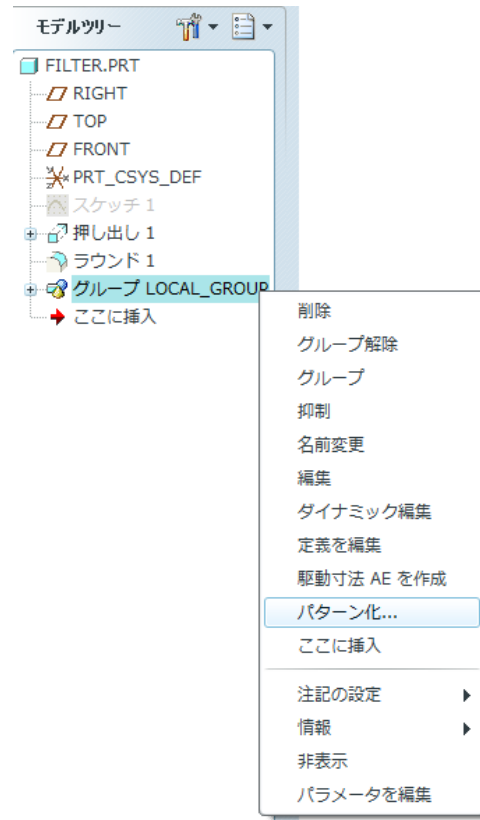 モデルツリー
FILTER.PRT
RIGHT
TOP
FRONT
PRT_CSYS_DEF
スケッチ 1
押し出し 1
ラウンド 1
グループ LOCAL_GROUP
ここに挿入
削除
グループ解除
グループ
抑制
名前変更
編集
ダイナミック編集
定義を編集
駆動寸法 AE を作成
パターン化...
ここに挿入
注記の設定
情報
非表示
パラメータを編集